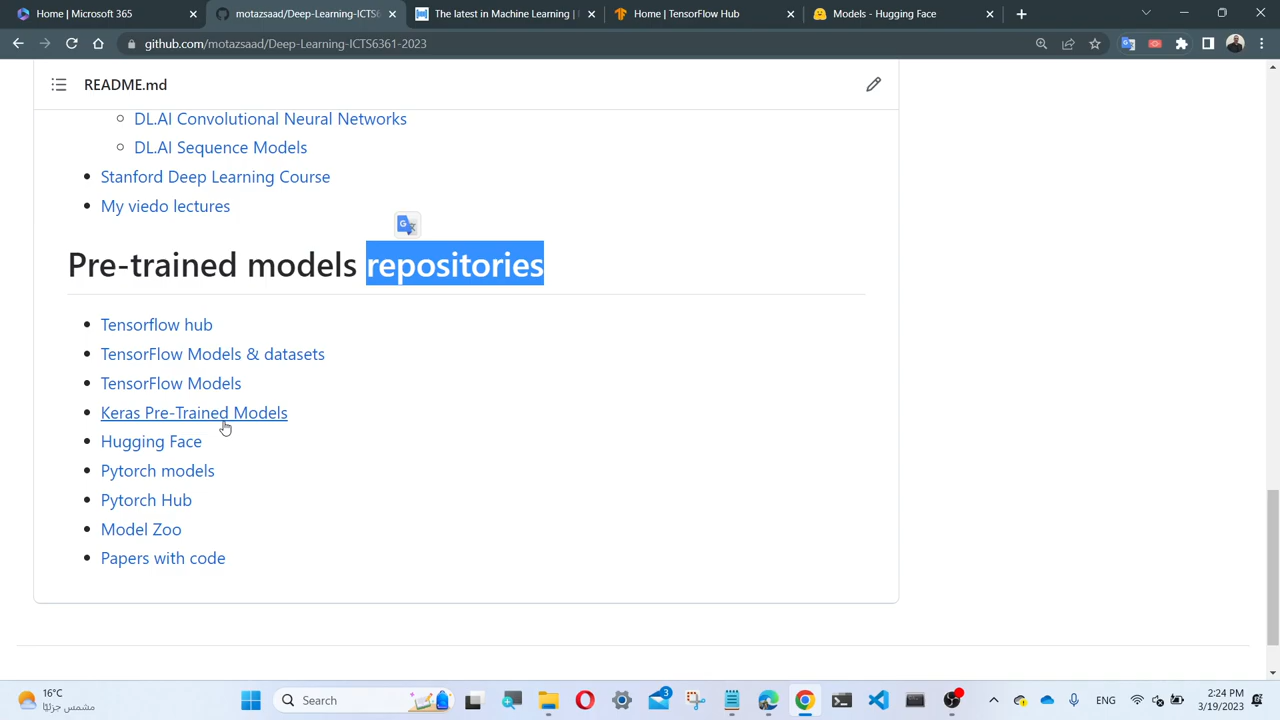 Home | Microsoft 365
motazsaad/Deep-Learning-ICTS6
The latest in Machine Learning |
Home | TensorFlow Hub
Models - Hugging Face
github.com/motazsaad/Deep-Learning-ICTS6361-2023
README.md
DL.AI Convolutional Neural Networks
DL.AI Sequence Models
Stanford Deep Learning Course
My viedo lectures
Pre-trained models repositories
Tensorflow hub
TensorFlow Models & datasets
TensorFlow Models
Keras Pre-Trained Models
Hugging Face
Pytorch models
Pytorch Hub
Model Zoo
Papers with code
16°C
مشمس جزئيًا
Search
3
ENG
2:24 PM
3/19/2023